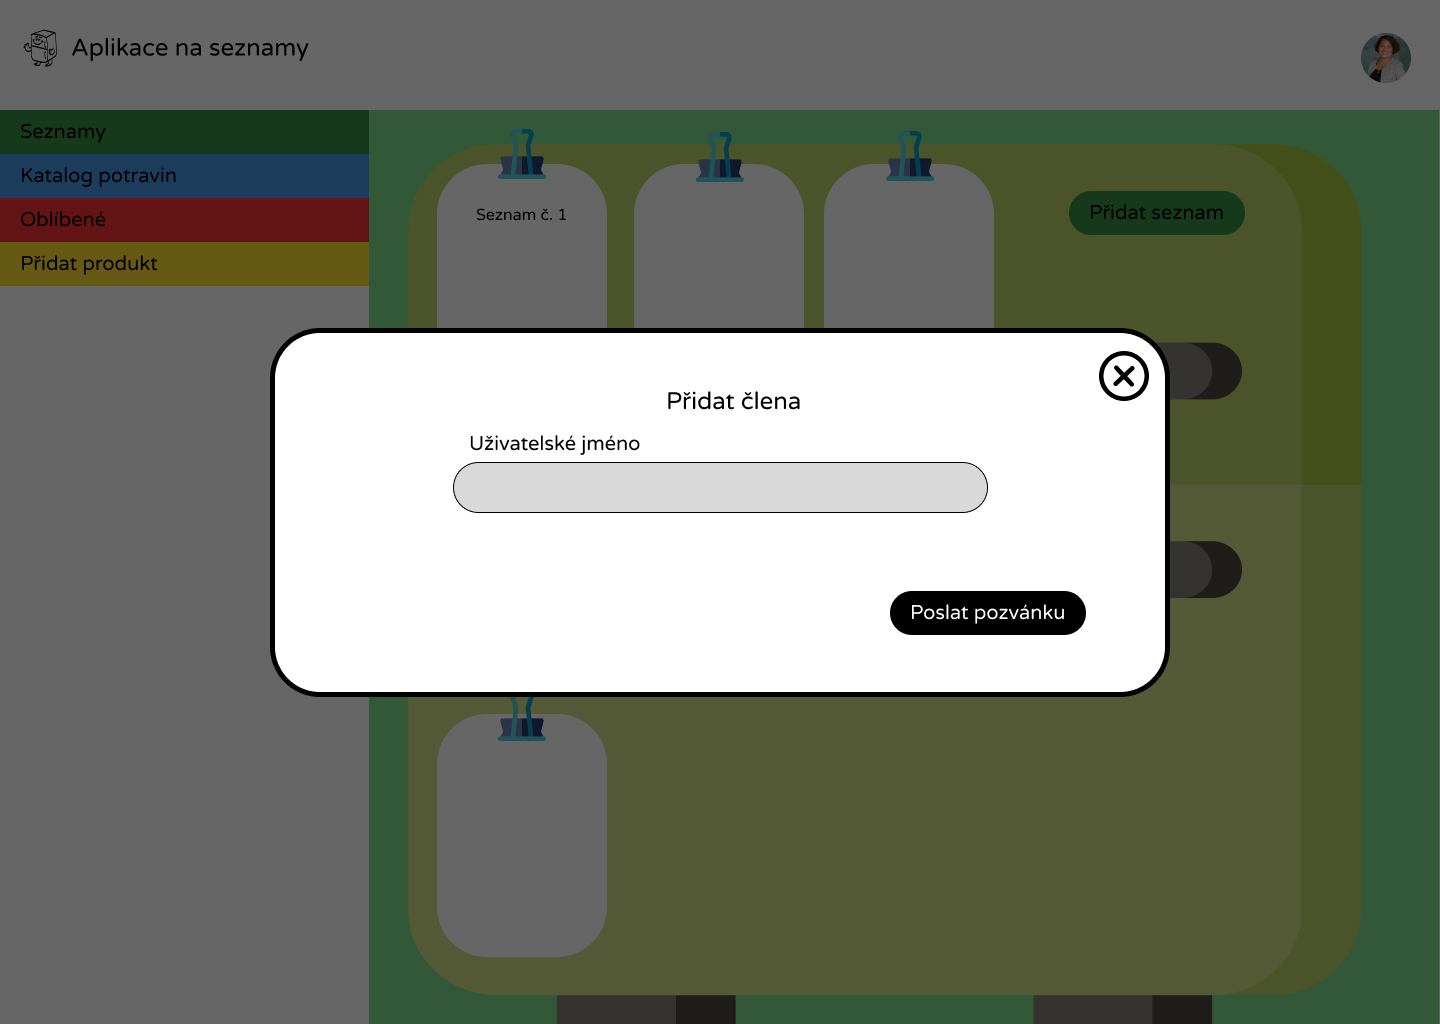 Aplikace na seznamy
Seznamy
Katalog potravin
Oblíbené
Přidat produkt
Seznam č. 1
Přidat seznam
Přidat člena
Uživatelské jméno
Poslat pozvánku